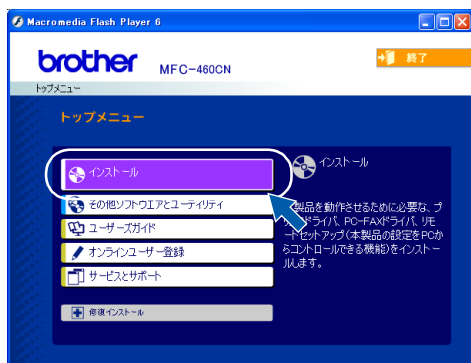 Macromedia Flash Player 6
brother
MFC-460CN
終了
トップメニュー
トップメニュー
インストール
その他ソフトウエアとユーティリティ
ユーザーズガイド
オンラインユーザー登録
サービスとサポート
修復インストール
インストール
製品を動作させるために必要な、プ
ドライバ、PC-FAXドライバ、リモ
ートセットアップ(本製品の設定をPCか
らコントロールできる機能)をインストー
ルします。